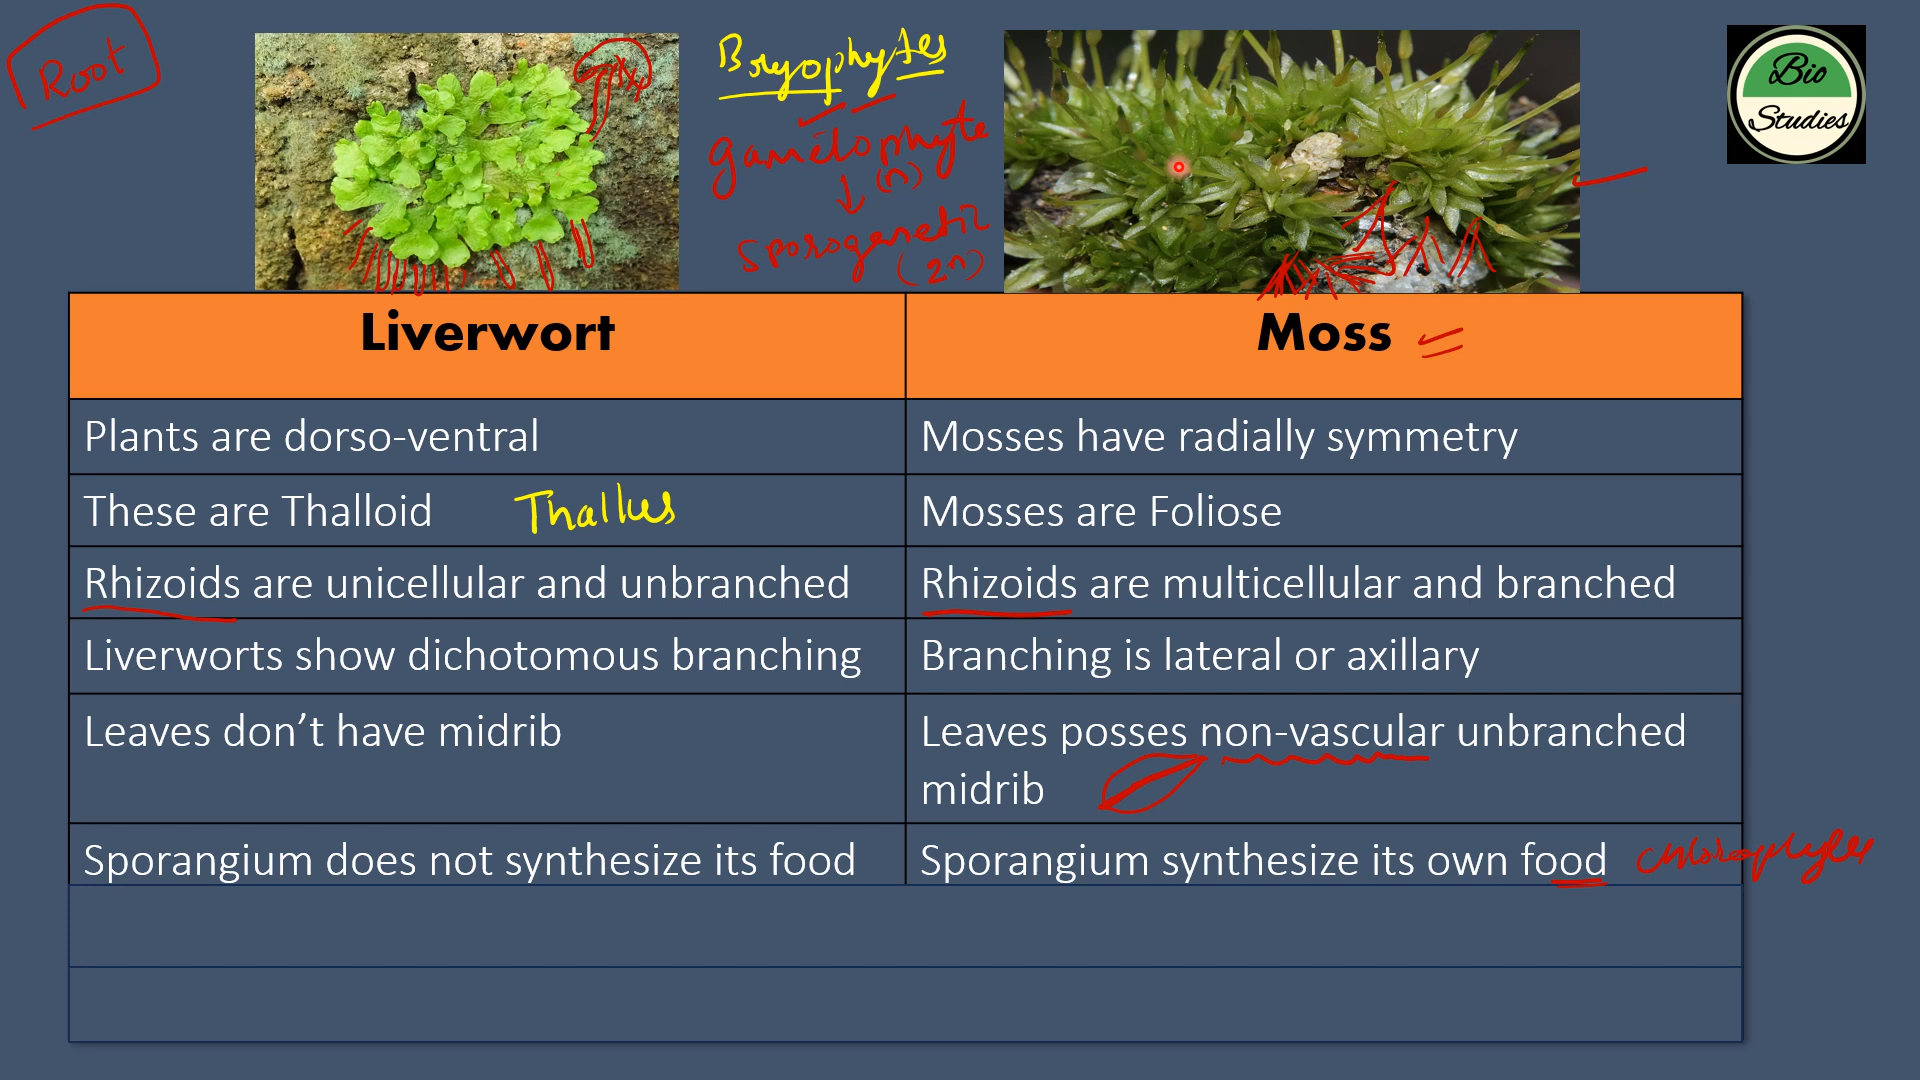 Root
Bryophytes
gametophyte
(n)
Sporogenetic
(2n)
Bio
Studies
Liverwort
Moss
Plants are dorso-ventral
Mosses have radially symmetry
These are Thalloid
Thallus
Mosses are Foliose
Rhizoids are unicellular and unbranched
Rhizoids are multicellular and branched
Liverworts show dichotomous branching
Branching is lateral or axillary
Leaves don’t have midrib
Leaves posses non-vascular unbranched
midrib
Sporangium does not synthesize its food
Sporangium synthesize its own food